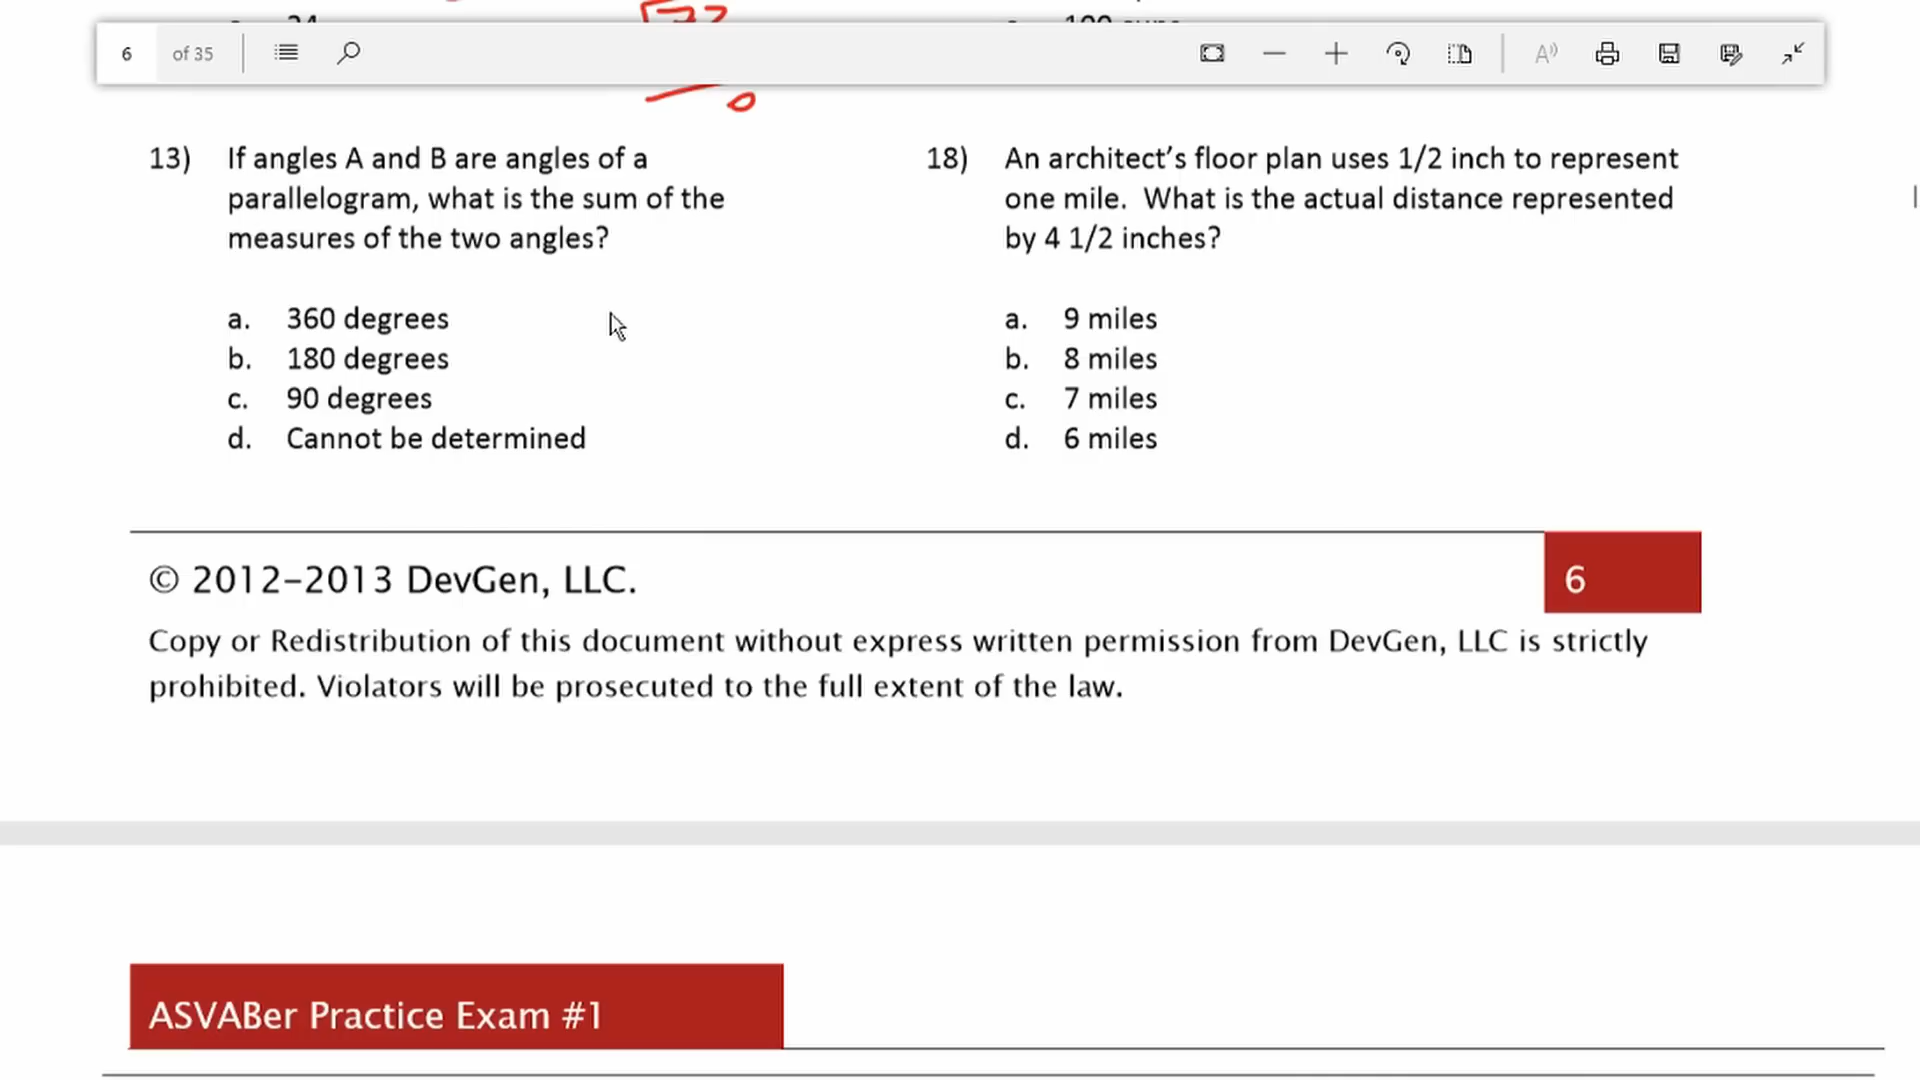 6 of 35
13) If angles A and B are angles of a
parallelogram, what is the sum of the
measures of the two angles?
a. 360 degrees
b. 180 degrees
c. 90 degrees
d. Cannot be determined
18) An architect’s floor plan uses 1/2 inch to represent
one mile. What is the actual distance represented
by 4 1/2 inches?
a. 9 miles
b. 8 miles
c. 7 miles
d. 6 miles
© 2012–2013 DevGen, LLC.
6
Copy or Redistribution of this document without express written permission from DevGen, LLC is strictly
prohibited. Violators will be prosecuted to the full extent of the law.
ASVABer Practice Exam #1